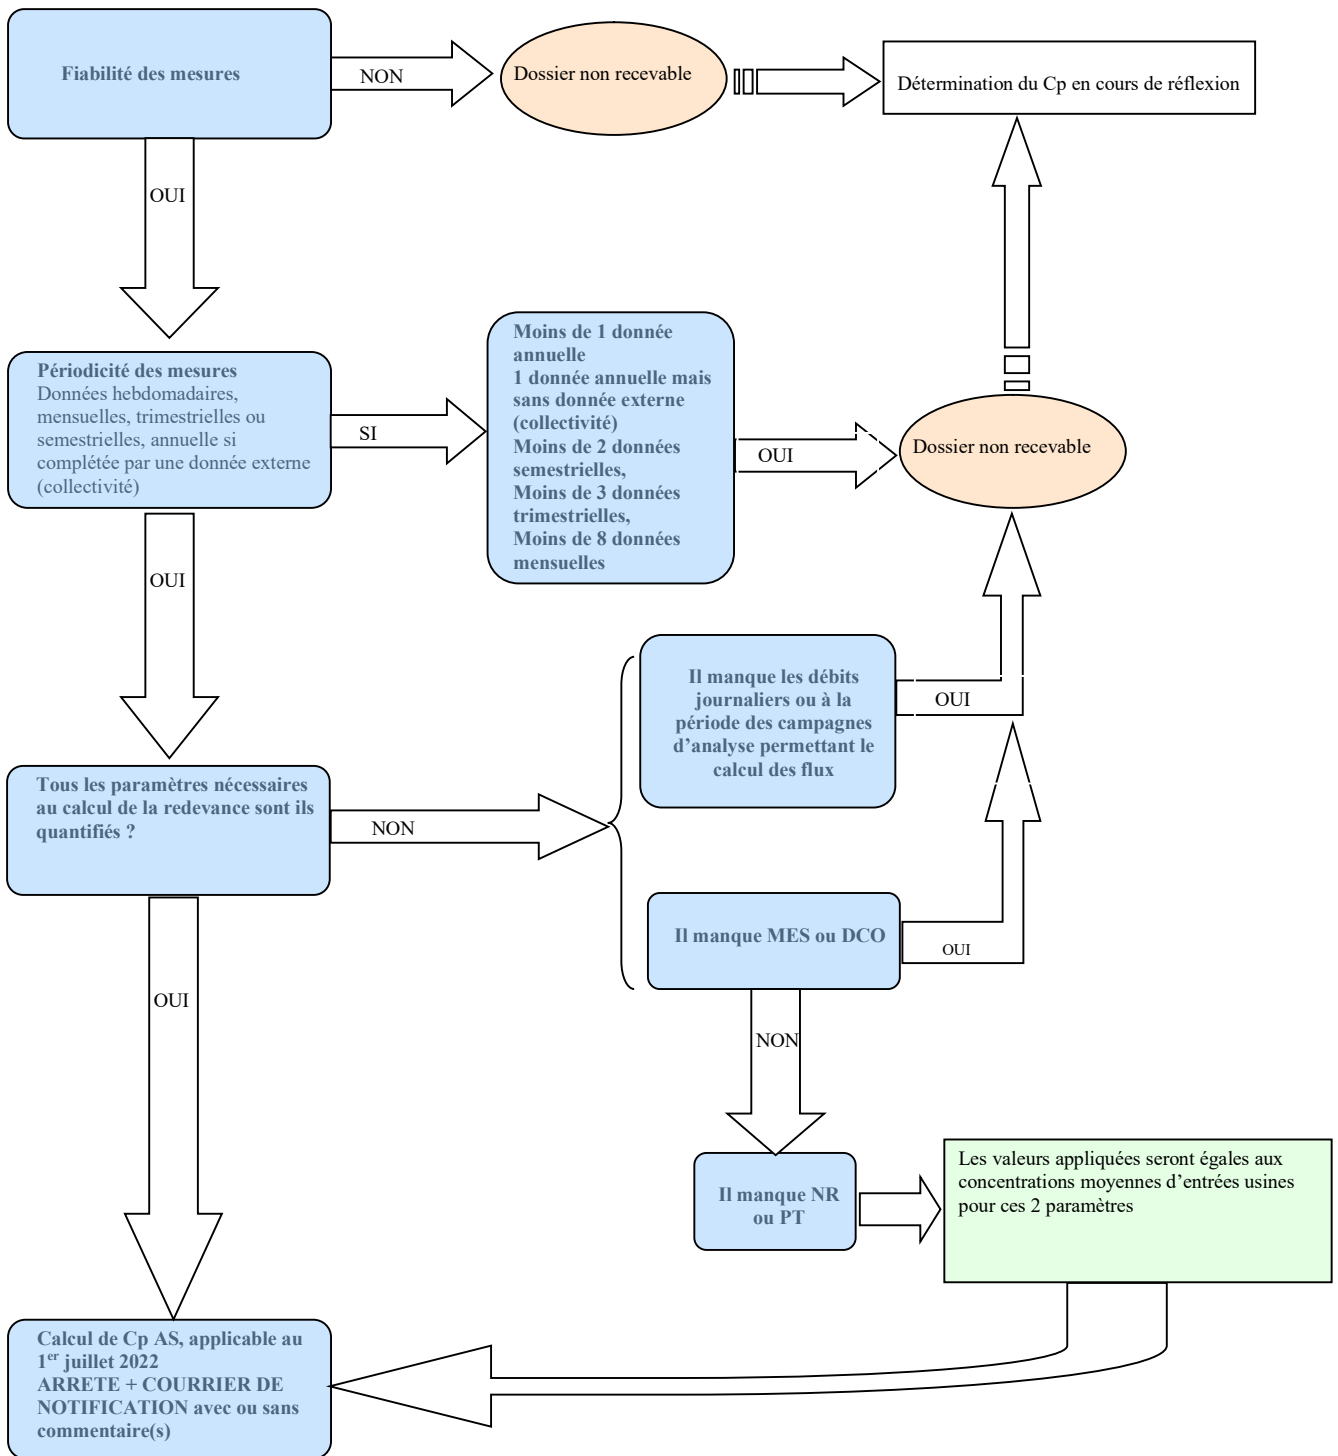 Fiabilité des mesures
NON
Dossier non recevable
Détermination du Cp en cours de réflexion
OUI
Périodicité des mesures
Données hebdomadaires,
mensuelles, trimestrielles ou
semestrielles, annuelle si
complétée par une donnée externe
(collectivité)
SI
Moins de 1 donnée
annuelle
1 donnée annuelle mais
sans donnée externe
(collectivité)
Moins de 2 données
semestrielles,
Moins de 3 données
trimestrielles,
Moins de 8 données
mensuelles
OUI
Dossier non recevable
OUI
Il manque les débits
journaliers ou à la
période des campagnes
d'analyse permettant le
calcul des flux
OUI
Tous les paramètres nécessaires
au calcul de la redevance sont ils
quantifiés ?
NON
Il manque MES ou DCO
OUI
OUI
NON
Il manque NR
ou PT
Les valeurs appliquées seront égales aux
concentrations moyennes d'entrées usines
pour ces 2 paramètres
Calcul de Cp AS, applicable au
1er juillet 2022
ARRETE + COURRIER DE
NOTIFICATION avec ou sans
commentaire(s)